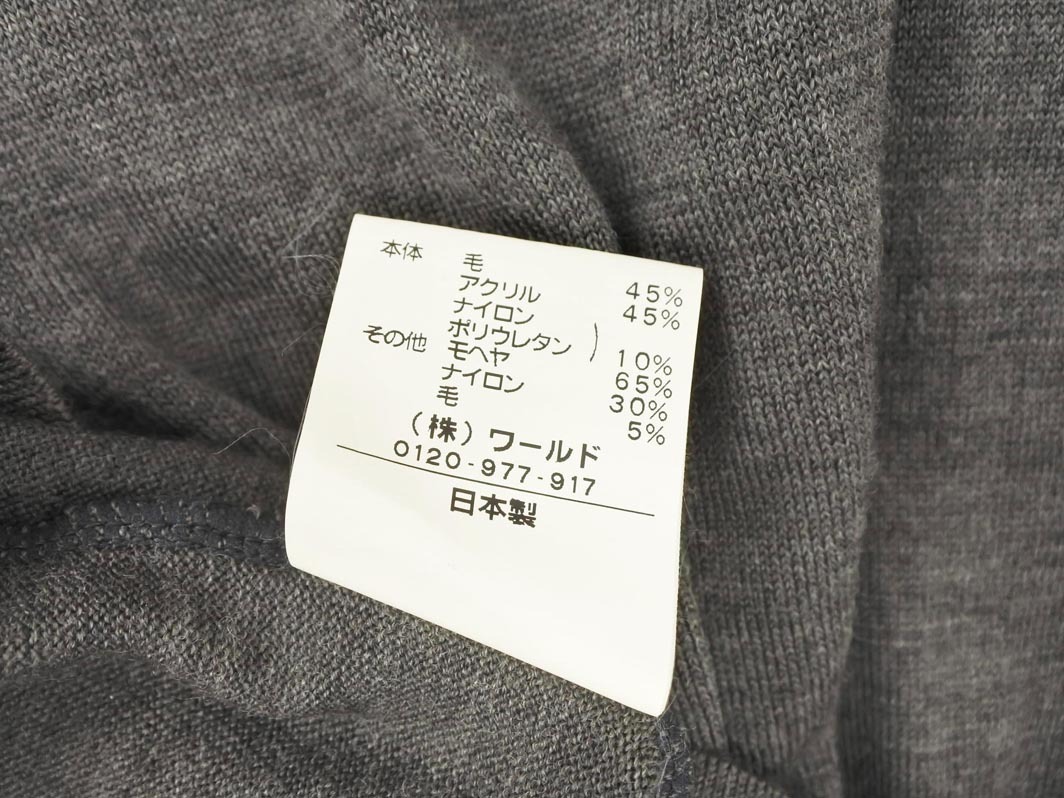 本体 毛 45%
アクリル 45%
ナイロン
ポリウレタン ) 10%
その他 モヘヤ 65%
ナイロン 30%
毛 5%
(株)ワールド
0120-977-917
日本製